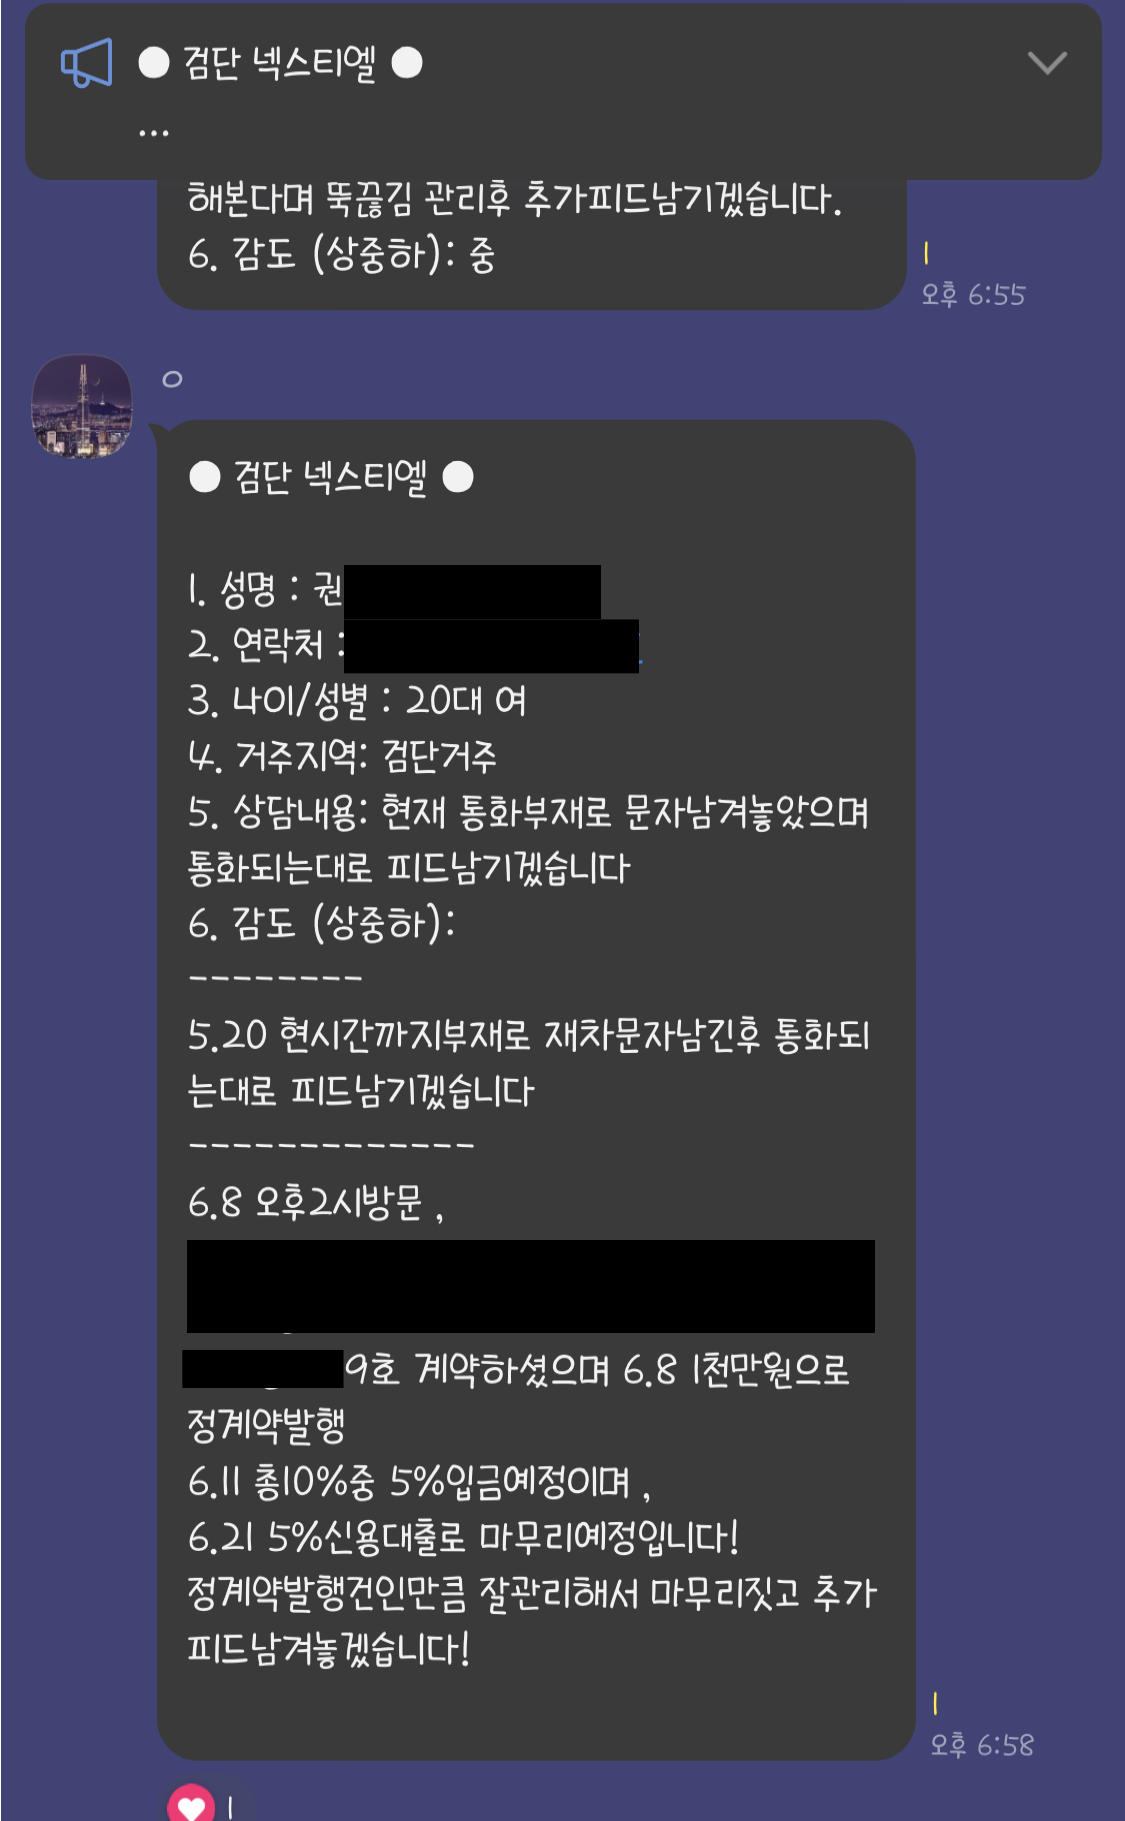 ● 검단 넥스티엘 ●
...
해본다며 뚝끊김 관리후 추가피드남기겠습니다.
6. 감도 (상중하): 중
1
오후 6:55
ㅇ
● 검단 넥스티엘 ●
1. 성명 : 권
2. 연락처 :
3. 나이/성별 : 20대 여
4. 거주지역: 검단거주
5. 상담내용: 현재 통화부재로 문자남겨놓았으며
통화되는대로 피드남기겠습니다
6. 감도 (상중하):
--------
5.20 현시간까지부재로 재차문자남긴후 통화되
는대로 피드남기겠습니다
-------------
6.8 오후2시방문 ,
9호 계약하셨으며 6.8 1천만원으로
정계약발행
6.11 총10%중 5%입금예정이며 ,
6.21 5%신용대출로 마무리예정입니다!
정계약발행건인만큼 잘관리해서 마무리짓고 추가
피드남겨놓겠습니다!
1
오후 6:58
1